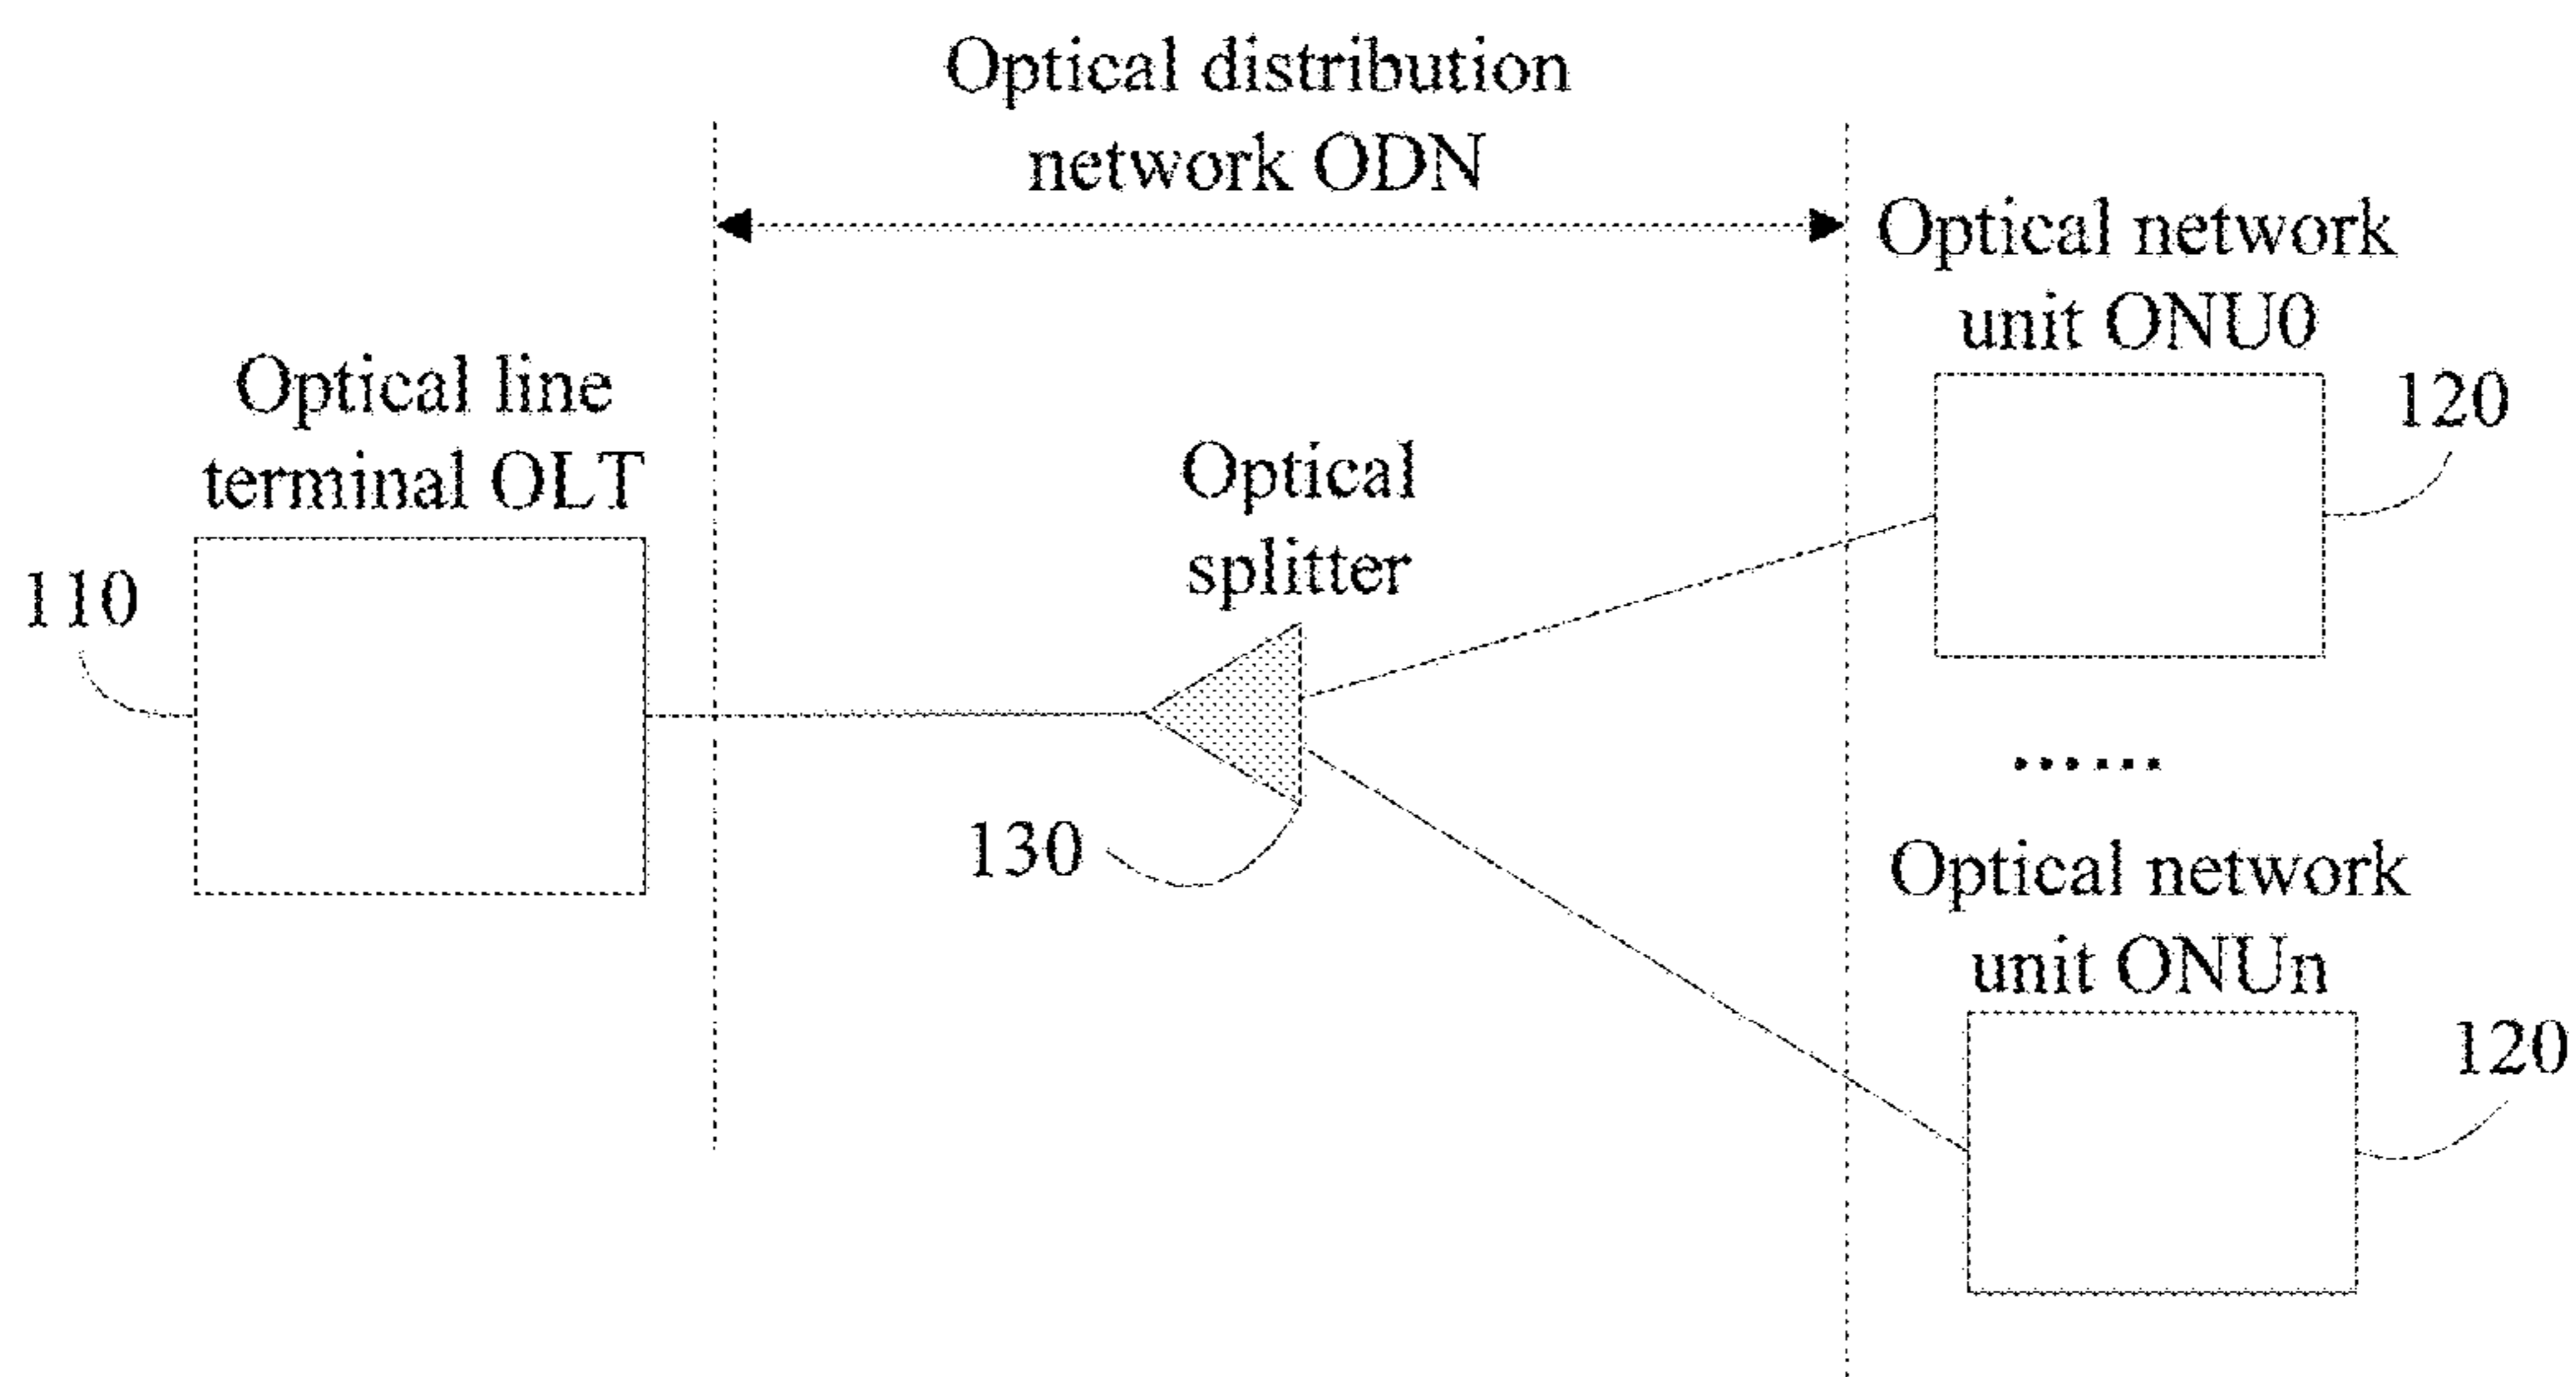 Optical distribution
network ODN
Optical network
unit ONU0
120
Optical line
terminal OLT
110
Optical
splitter
130
......
Optical network
unit ONUn
120